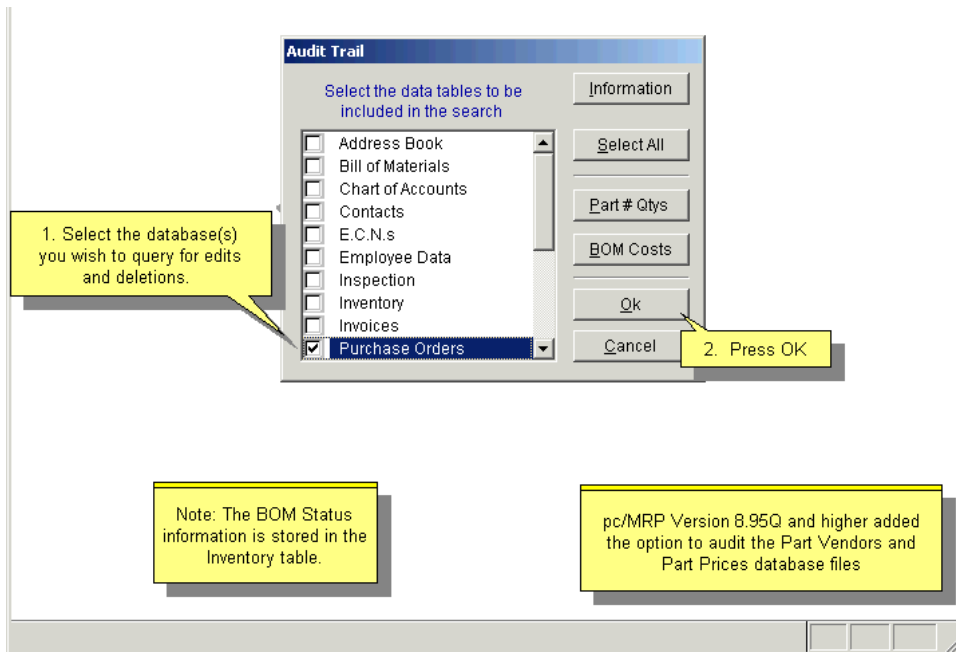 Audit Trail
Select the data tables to be
included in the search
Information
Address Book
Bill of Materials
Chart of Accounts
Contacts
E.C.N.s
Employee Data
Inspection
Inventory
Invoices
Purchase Orders
Select All
Part # Qtys
BOM Costs
Ok
Cancel
1. Select the database(s)
you wish to query for edits
and deletions.
2. Press OK
Note: The BOM Status
information is stored in the
Inventory table.
pc/MRP Version 8.95Q and higher added
the option to audit the Part Vendors and
Part Prices database files